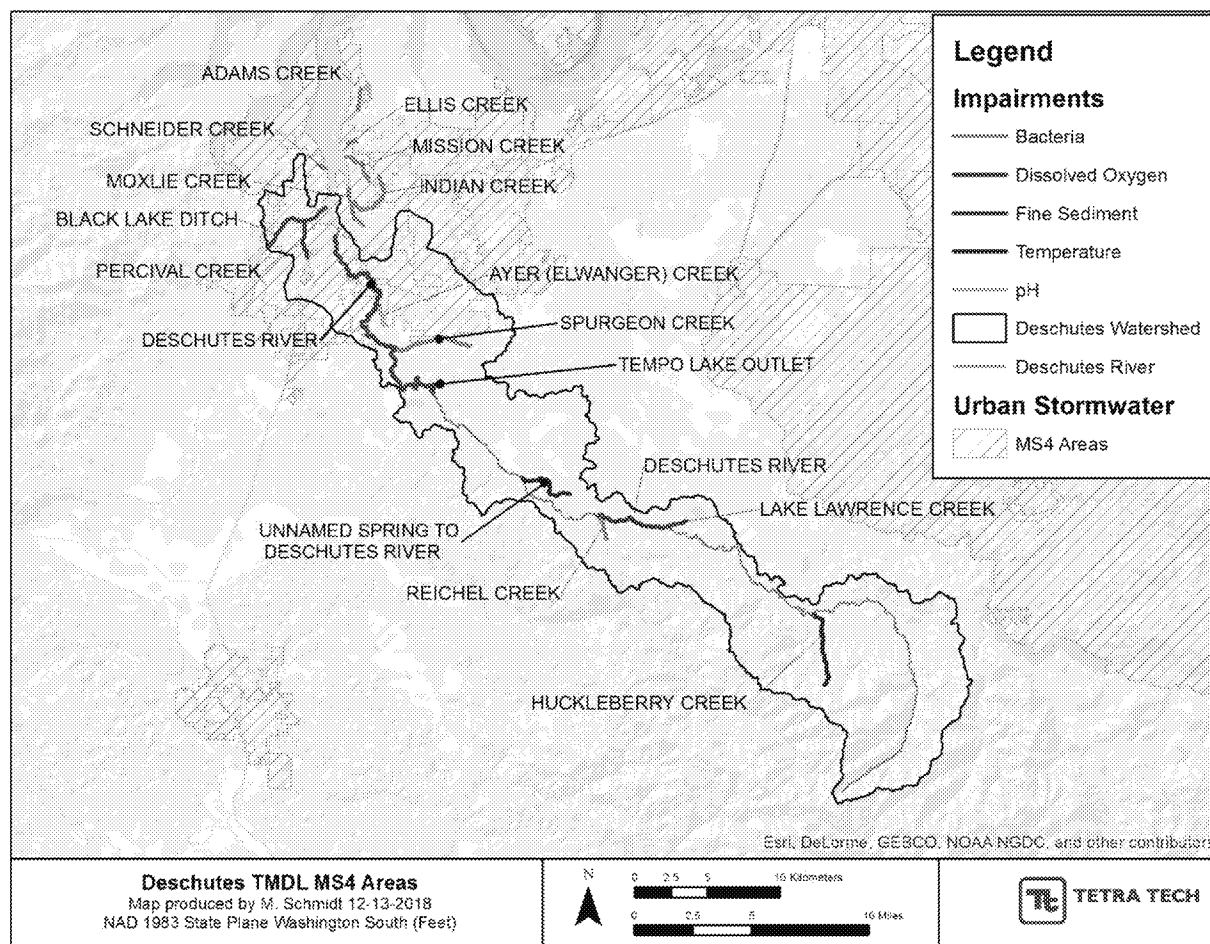 ADAMS CREEK
ELLIS CREEK
SCHNEIDER CREEK
MISSION CREEK
MOXLIE CREEK
INDIAN CREEK
BLACK LAKE DITCH
PERCIVAL CREEK
AYER (ELWANGER) CREEK
DESCHUTES RIVER
SPURGEON CREEK
TEMPO LAKE OUTLET
DESCHUTES RIVER
LAKE LAWRENCE CREEK
UNNAMED SPRING TO
DESCHUTES RIVER
REICHEL CREEK
HUCKLEBERRY CREEK
Legend
Impairments
Bacteria
Dissolved Oxygen
Fine Sediment
Temperature
pH
Deschutes Watershed
Deschutes River
Urban Stormwater
MS4 Areas
Esri, DeLorme, GEBCO, NOAA NGDC, and other contributors
Deschutes TMDL MS4 Areas
Map produced by M. Schmidt 12-13-2018
NAD 1983 State Plane Washington South (Feet)
N
0 2.5 5 10 Kilometers
0 2.5 5 10 Miles
TETRA TECH